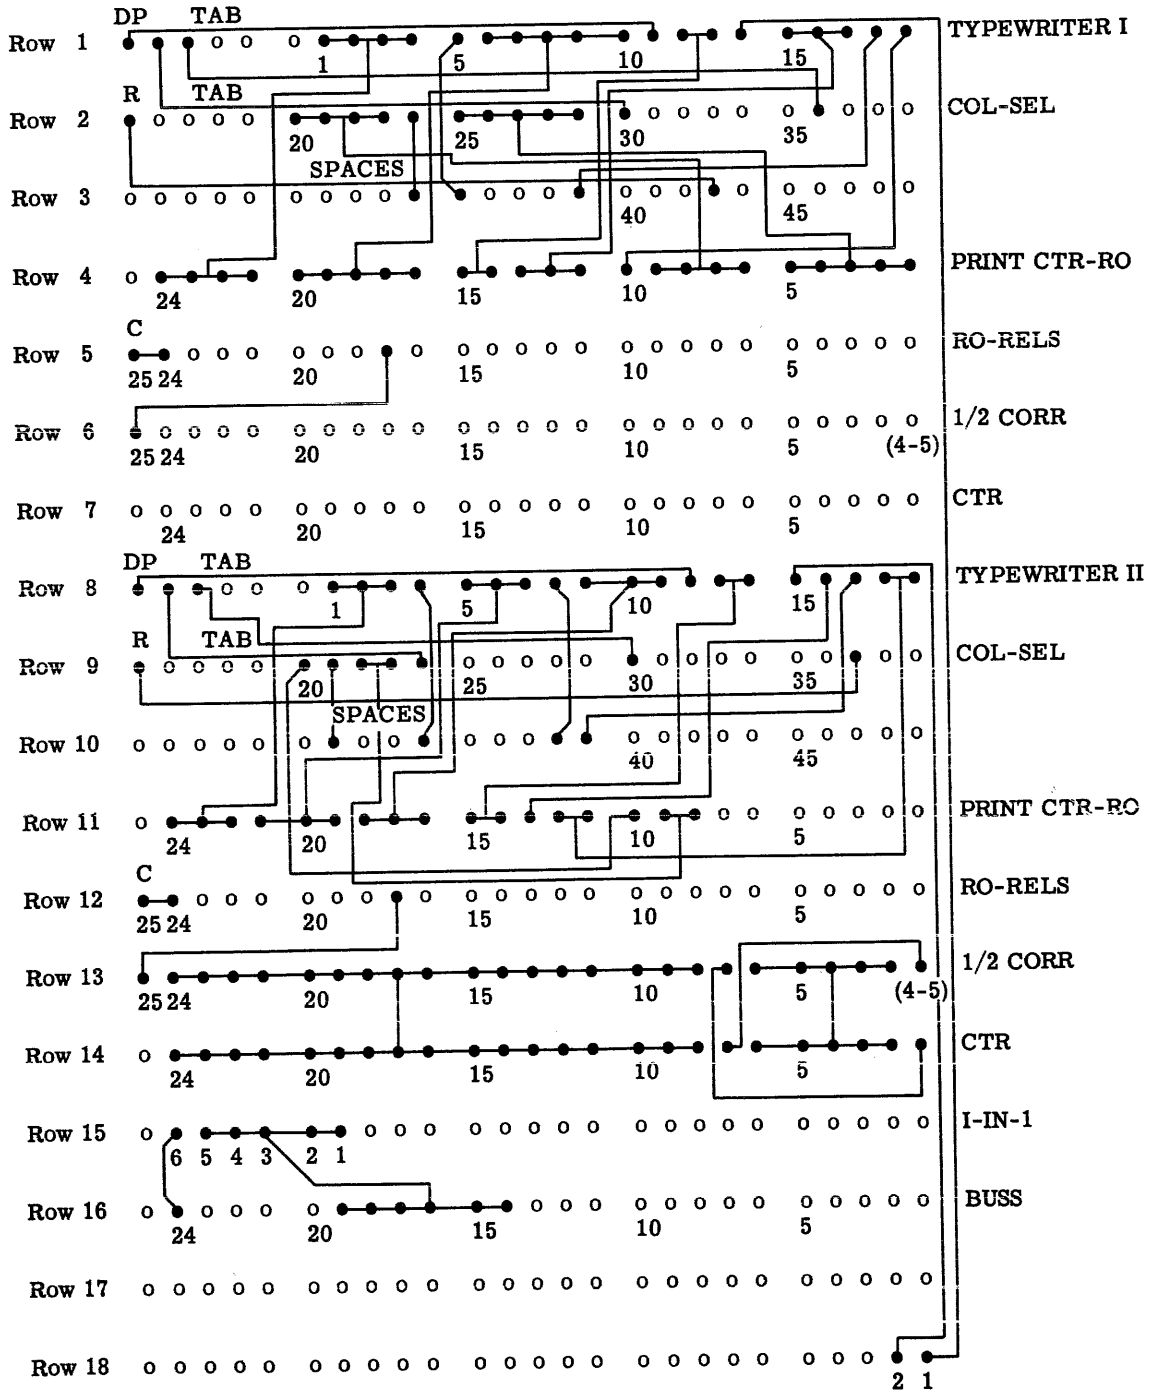 DP TAB
Row 1 TYPEWRITER I
1 5 10 15
R TAB
Row 2 COL-SEL
20 25 30 35
SPACES
Row 3
40 45
Row 4 PRINT CTR-RO
24 20 15 10 5
C
Row 5 RO-RELS
25 24 20 15 10 5
Row 6 1/2 CORR
25 24 20 15 10 5 (4-5)
Row 7 CTR
24 20 15 10 5
DP TAB
Row 8 TYPEWRITER II
1 5 10 15
R TAB
Row 9 COL-SEL
20 25 30 35
SPACES
Row 10
40 45
Row 11 PRINT CTR-RO
24 20 15 10 5
C
Row 12 RO-RELS
25 24 20 15 10 5
Row 13 1/2 CORR
25 24 20 15 10 5 (4-5)
Row 14 CTR
24 20 15 10 5
Row 15 I-IN-1
6 5 4 3 2 1
Row 16 BUSS
24 20 15 10 5
Row 17
Row 18
2 1